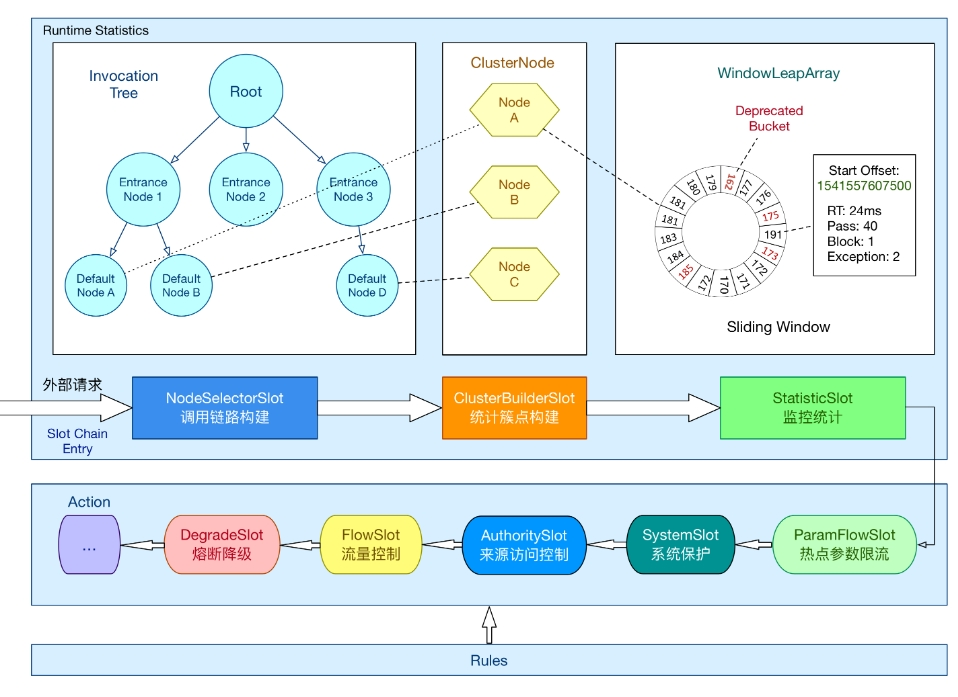 Runtime Statistics
Invocation
Tree
Root
Entrance
Node 1
Entrance
Node 2
Entrance
Node 3
Default
Node A
Default
Node B
Default
Node D
ClusterNode
Node
A
Node
B
Node
C
WindowLeapArray
Deprecated
Bucket
162
177
176
175
191
173
172
171
170
172
185
184
183
181
181
180
179
Start Offset:
1541557607500
RT: 24ms
Pass: 40
Block: 1
Exception: 2
Sliding Window
外部请求
Slot Chain
Entry
NodeSelectorSlot
调用链路构建
ClusterBuilderSlot
统计簇点构建
StatisticSlot
监控统计
Action
...
DegradeSlot
熔断降级
FlowSlot
流量控制
AuthoritySlot
来源访问控制
SystemSlot
系统保护
ParamFlowSlot
热点参数限流
Rules